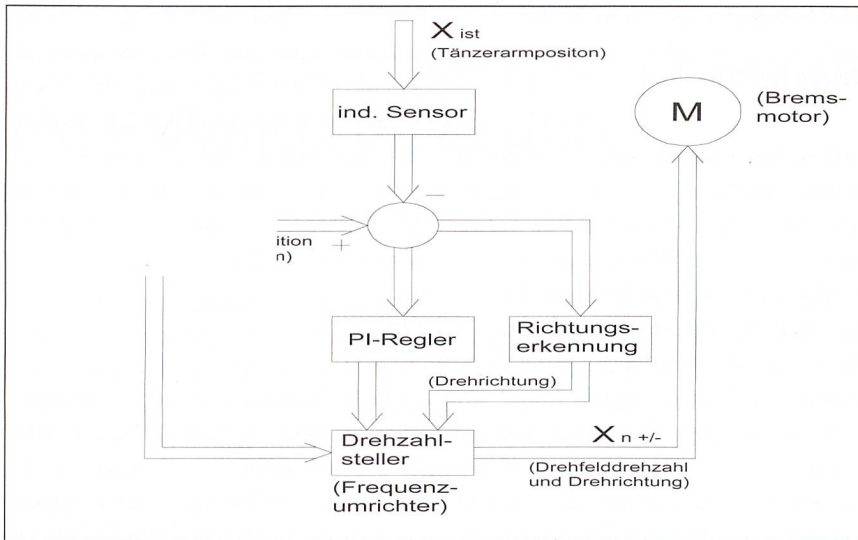 X ist
(Tänzerarmpositon)
ind. Sensor
M
(Brems-
motor)
−
+
ition
n)
PI-Regler
Richtungs-
erkennung
(Drehrichtung)
Drehzahl-
steller
X n +/-
(Drehfelddrehzahl
und Drehrichtung)
(Frequenz-
umrichter)